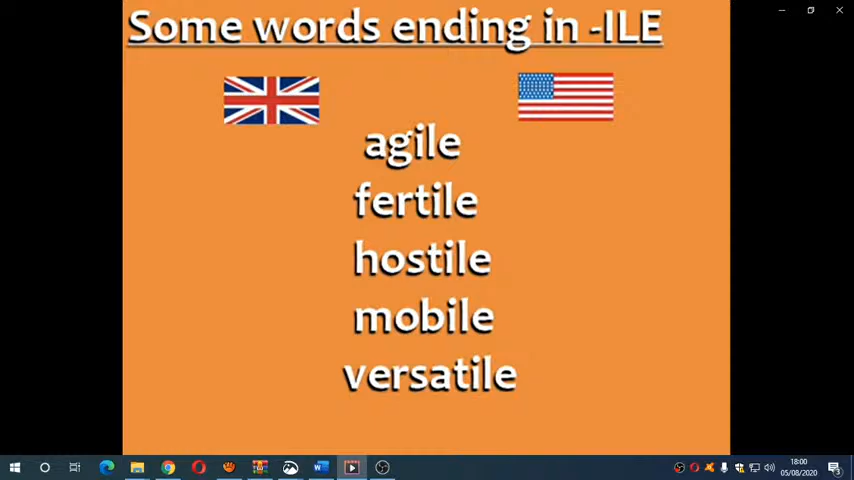 Some words ending in -ILE
agile
fertile
hostile
mobile
versatile
18:00
05/08/2020